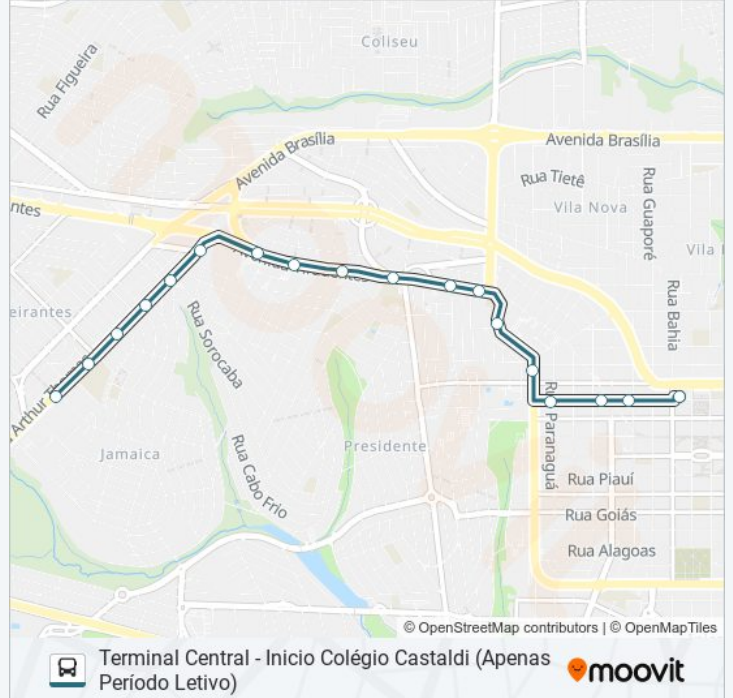 Coliseu
Rua Figueira
Avenida Brasília
Avenida Brasília
Rua Tietê
Rua Guaporé
Vila Nova
ntes
Vila
Rua Bahia
eirantes
Rua Sorocaba
Arthur Thomas
Rua Paranaguá
Jamaica
Presidente
Rua Cabo Frio
Rua Piauí
Rua Goiás
Rua Alagoas
© OpenStreetMap contributors | © OpenMapTiles
Terminal Central - Inicio Colégio Castaldi (Apenas
Período Letivo)
moovit